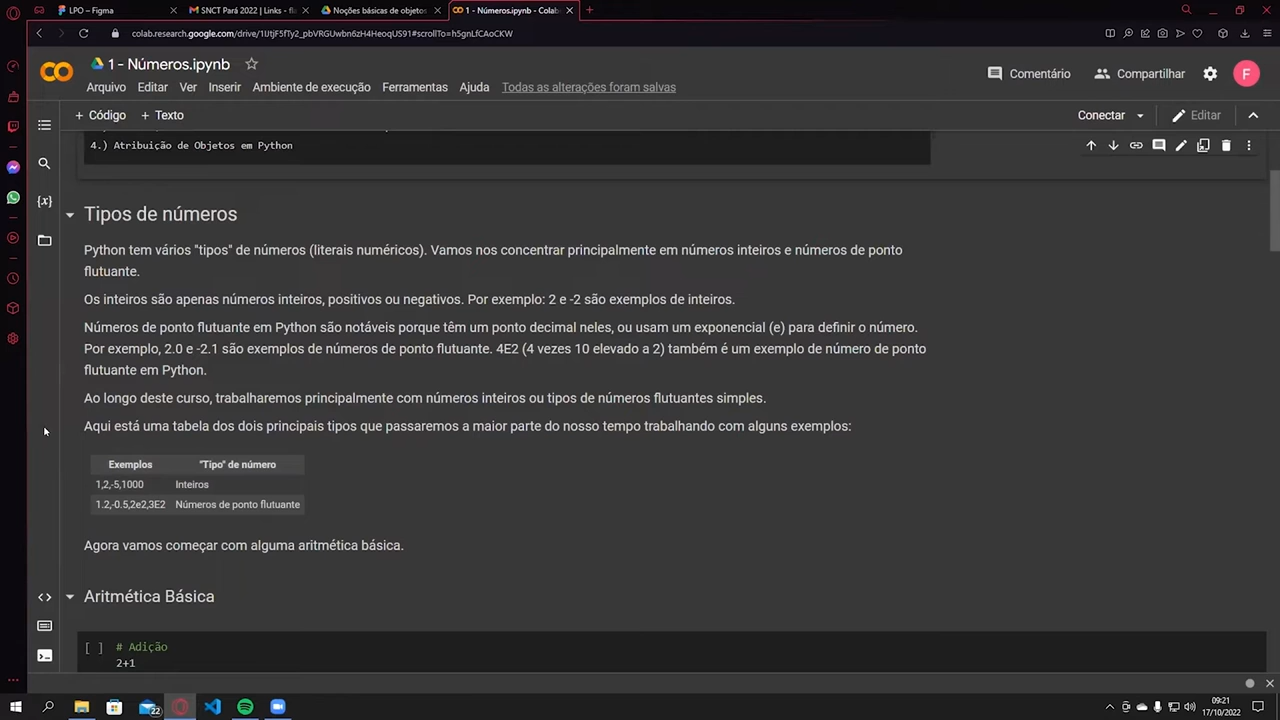 LPO – Figma
SNCT Pará 2022 | Links - fl
Noções básicas de objetos
1 - Números.ipynb - Colab
colab.research.google.com/drive/1IJtjF5fTy2_pbVRGUwbn6zH4HeoqUS91#scrollTo=h5gnLfCAoCKW
1 - Números.ipynb
Comentário
Compartilhar
F
Arquivo Editar Ver Inserir Ambiente de execução Ferramentas Ajuda Todas as alterações foram salvas
+ Código + Texto
Conectar
Editar
4.) Atribuição de Objetos em Python
{x}
Tipos de números
Python tem vários "tipos" de números (literais numéricos). Vamos nos concentrar principalmente em números inteiros e números de ponto
flutuante.
Os inteiros são apenas números inteiros, positivos ou negativos. Por exemplo: 2 e -2 são exemplos de inteiros.
Números de ponto flutuante em Python são notáveis porque têm um ponto decimal neles, ou usam um exponencial (e) para definir o número.
Por exemplo, 2.0 e -2.1 são exemplos de números de ponto flutuante. 4E2 (4 vezes 10 elevado a 2) também é um exemplo de número de ponto
flutuante em Python.
Ao longo deste curso, trabalharemos principalmente com números inteiros ou tipos de números flutuantes simples.
Aqui está uma tabela dos dois principais tipos que passaremos a maior parte do nosso tempo trabalhando com alguns exemplos:
Exemplos "Tipo" de número
1,2,-5,1000 Inteiros
1.2,-0.5,2e2,3E2 Números de ponto flutuante
Agora vamos começar com alguma aritmética básica.
Aritmética Básica
[ ] # Adição
2+1
22
09:21
17/10/2022